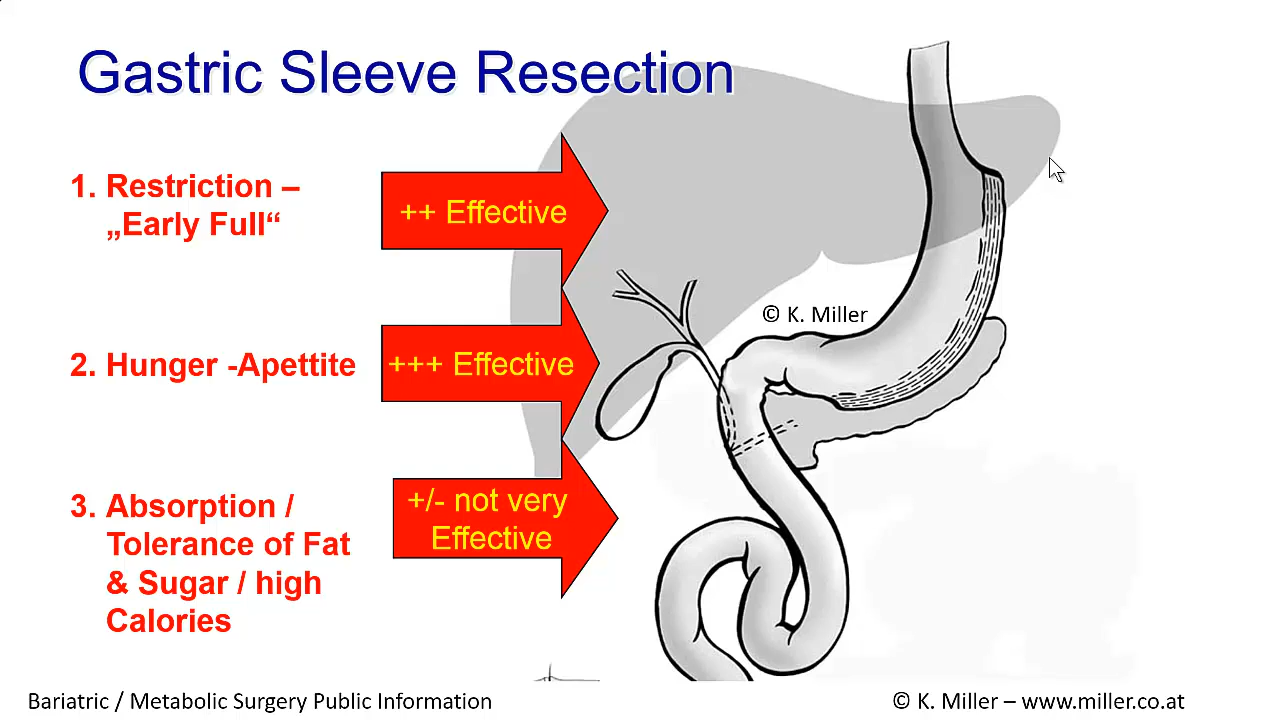 Gastric Sleeve Resection
1. Restriction –
„Early Full“
++ Effective
2. Hunger -Apettite
+++ Effective
3. Absorption /
Tolerance of Fat
& Sugar / high
Calories
+/- not very
Effective
© K. Miller
Bariatric / Metabolic Surgery Public Information
© K. Miller – www.miller.co.at